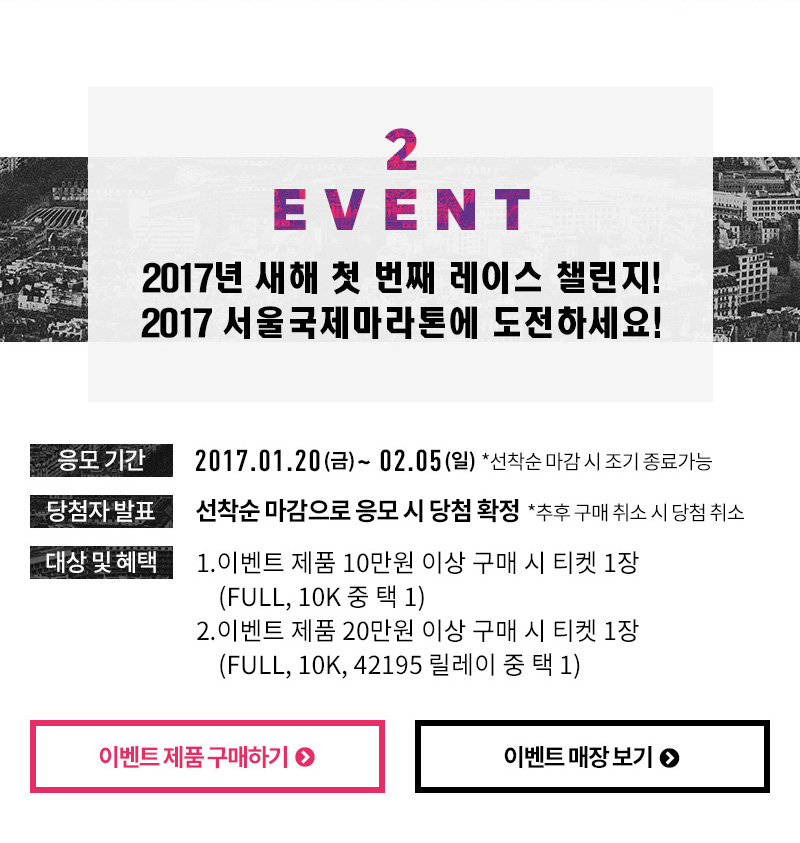 2
EVENT
2017년 새해 첫 번째 레이스 챌린지!
2017 서울국제마라톤에 도전하세요!
응모 기간 2017.01.20(금)~ 02.05(일) *선착순 마감 시 조기 종료가능
당첨자 발표 선착순 마감으로 응모 시 당첨 확정 *추후 구매 취소 시 당첨 취소
대상 및 혜택 1.이벤트 제품 10만원 이상 구매 시 티켓 1장
(FULL, 10K 중 택 1)
2.이벤트 제품 20만원 이상 구매 시 티켓 1장
(FULL, 10K, 42195 릴레이 중 택 1)
이벤트 제품 구매하기 이벤트 매장 보기